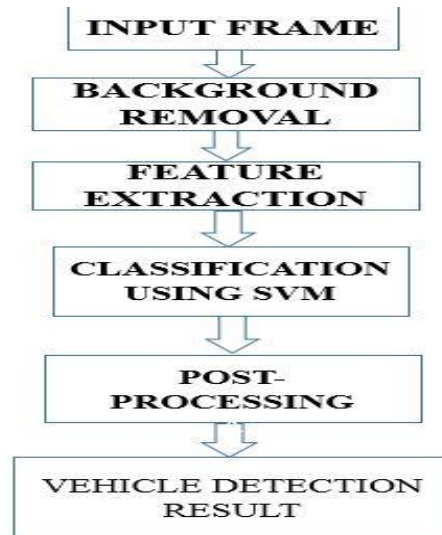 INPUT FRAME
BACKGROUND
REMOVAL
FEATURE
EXTRACTION
CLASSIFICATION
USING SVM
POST-
PROCESSING
VEHICLE DETECTION
RESULT